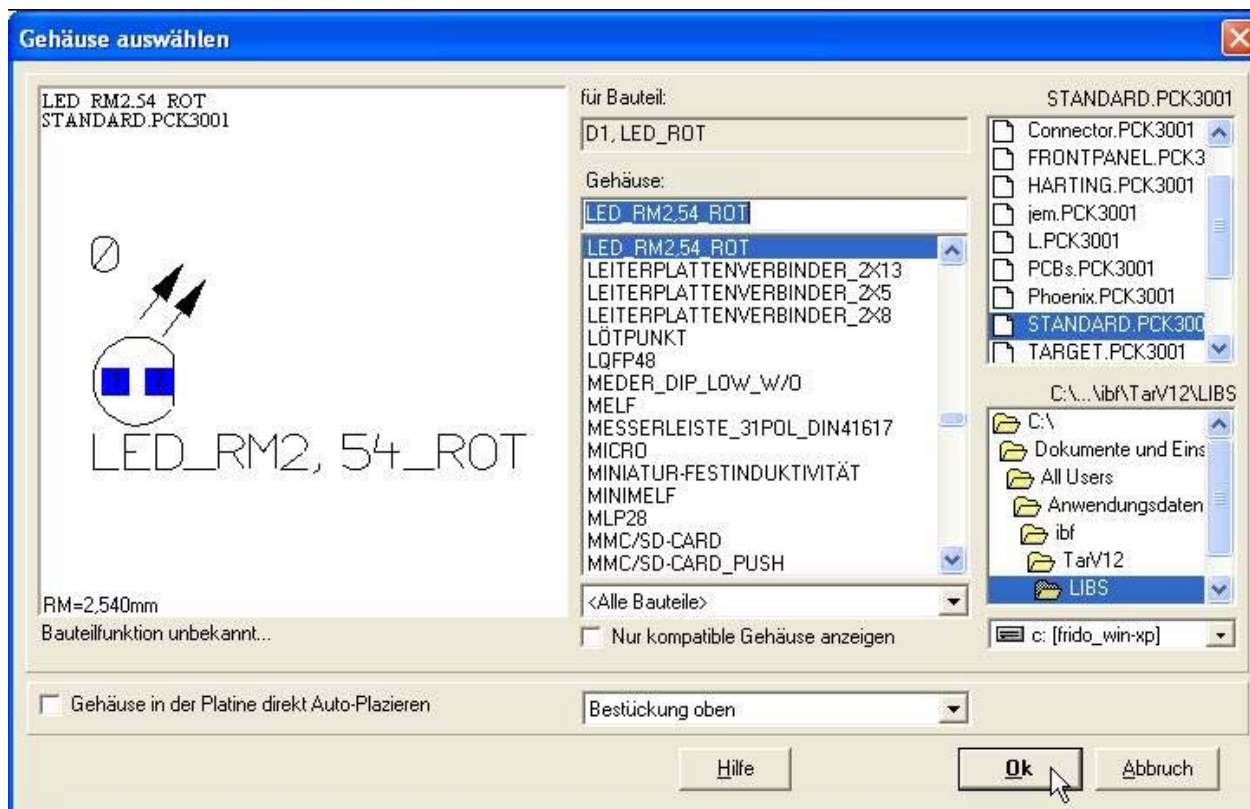 Gehäuse auswählen
LED RM2.54 ROT
STANDARD.PCK3001
0
1 2
LED_RM2, 54_ROT
RM=2,540mm
Bauteilfunktion unbekannt...
für Bauteil:
D1, LED_ROT
Gehäuse:
LED_RM2,54_ROT
LED_RM2,54_ROT
LEITERPLATTENVERBINDER_2X13
LEITERPLATTENVERBINDER_2X5
LEITERPLATTENVERBINDER_2X8
LÖTPUNKT
LQFP48
MEDER_DIP_LOW_W/O
MELF
MESSERLEISTE_31POL_DIN41617
MICRO
MINIATUR-FESTINDUKTIVITÄT
MINIMELF
MLP28
MMC/SD-CARD
MMC/SD-CARD_PUSH
<Alle Bauteile>
Nur kompatible Gehäuse anzeigen
STANDARD.PCK3001
Connector.PCK3001
FRONTPANEL.PCK3
HARTING.PCK3001
jem.PCK3001
L.PCK3001
PCBs.PCK3001
Phoenix.PCK3001
STANDARD.PCK300
TARGET.PCK3001
C:\...\ibf\TarV12\LIBS
C:\
Dokumente und Eins
All Users
Anwendungsdaten
ibf
TarV12
LIBS
c: [frido_win-xp]
Gehäuse in der Platine direkt Auto-Plazieren
Bestückung oben
Hilfe
Ok
Abbruch